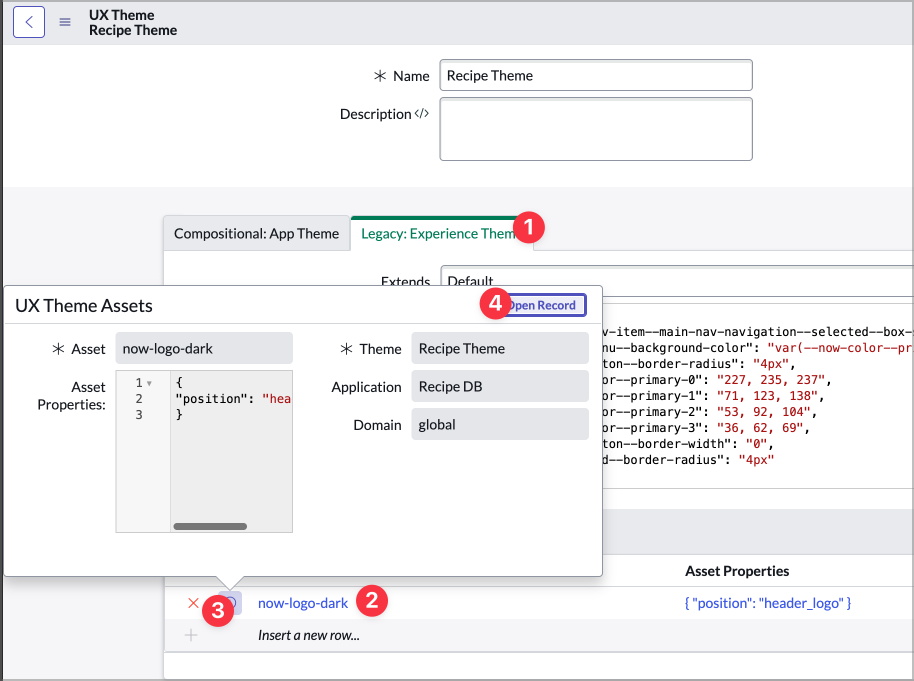 UX Theme
Recipe Theme
Name
Recipe Theme
Description </>
Compositional: App Theme
Legacy: Experience Them
1
Extends
Default
UX Theme Assets
4
Open Record
Asset
now-logo-dark
Theme
Recipe Theme
Asset
Properties:
1
2
3
{
"position": "hea
}
Application
Recipe DB
Domain
global
v-item--main-nav-navigation--selected--box-s
nu--background-color": "var(--now-color--pri
ton--border-radius": "4px",
or--primary-0": "227, 235, 237",
or--primary-1": "71, 123, 138",
or--primary-2": "53, 92, 104",
or--primary-3": "36, 62, 69",
ton--border-width": "0",
d--border-radius": "4px"
Asset Properties
3
now-logo-dark
2
{ "position": "header_logo" }
Insert a new row...